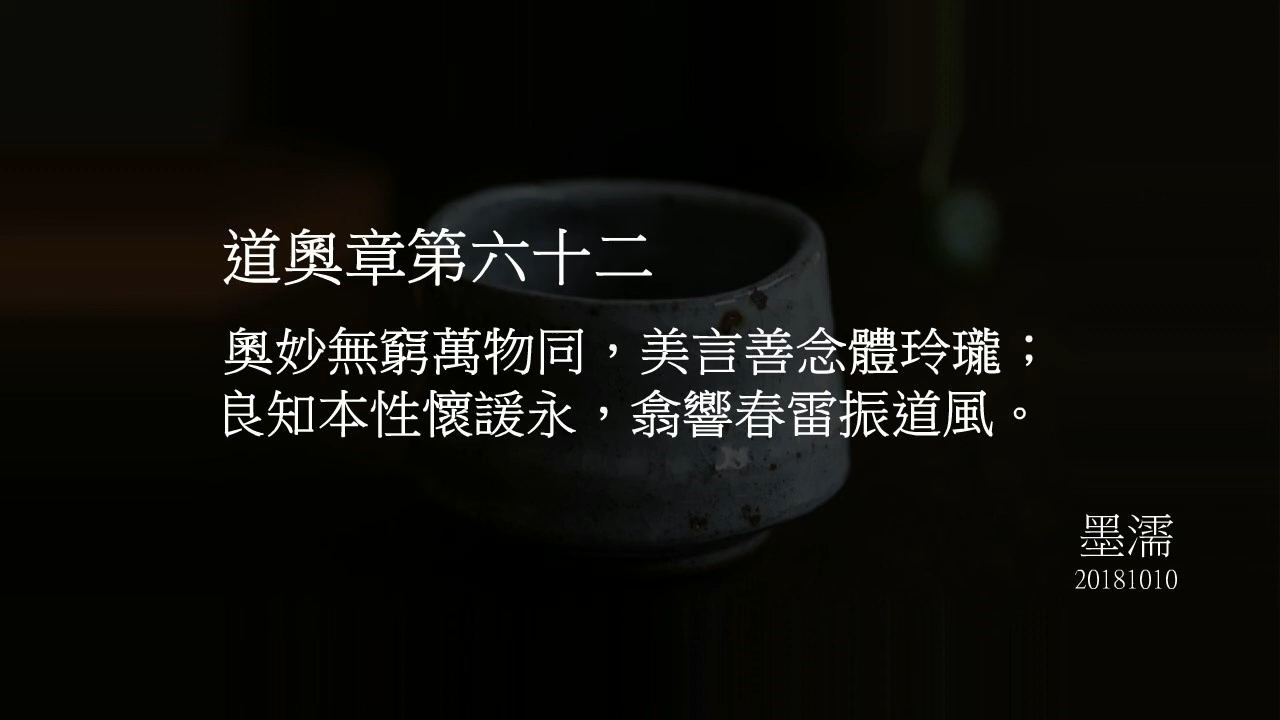 道奧章第六十二
奧妙無窮萬物同，美言善念體玲瓏；
良知本性懷諼永，翕響春雷振道風。
墨濡
20181010